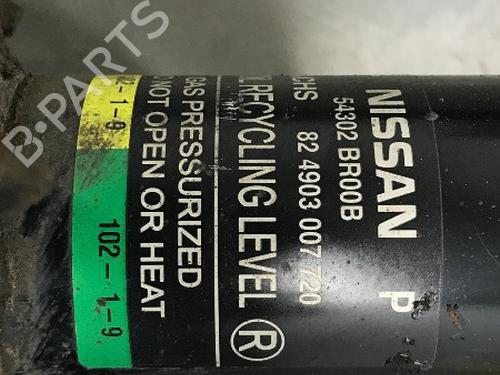 NISSAN P
54302 BR00B
CHS 82 4903 007 720
RECYCLING LEVEL R
GAS PRESSURIZED
NOT OPEN OR HEAT
102-1-9
B-PARTS